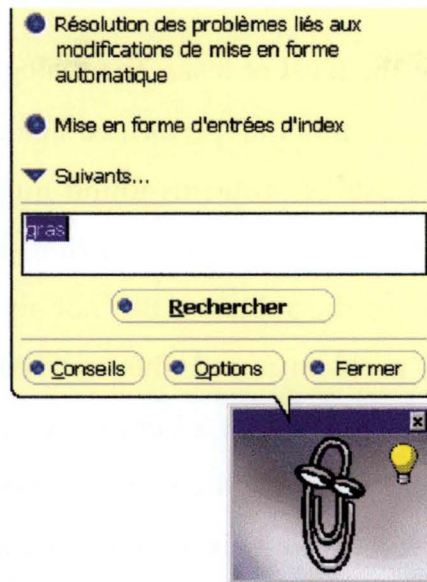 Résolution des problèmes liés aux
modifications de mise en forme
automatique
Mise en forme d'entrées d'index
Suivants...
gras
Rechercher
Conseils
Options
Fermer